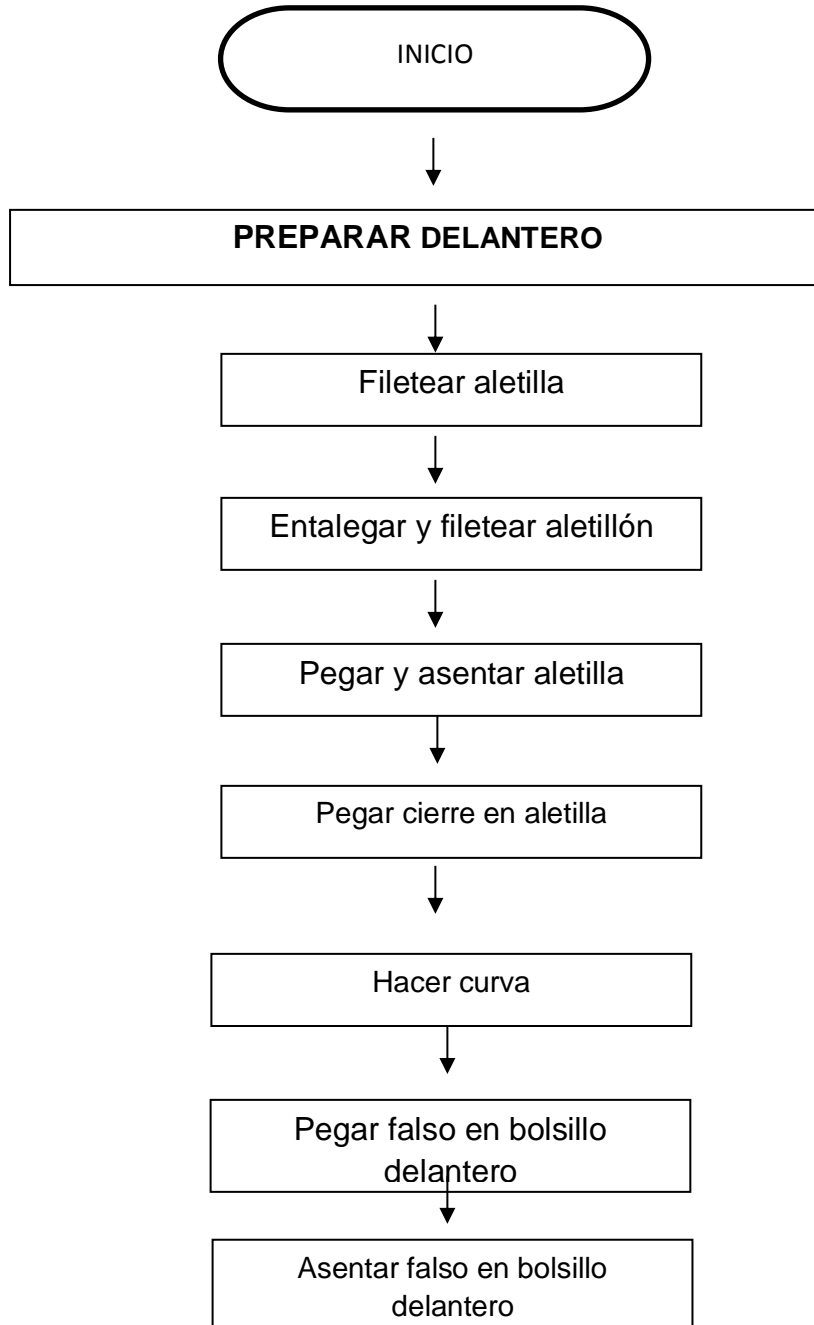 INICIO
PREPARAR DELANTERO
Filetear aletilla
Entalegar y filetear aletillón
Pegar y asentar aletilla
Pegar cierre en aletilla
Hacer curva
Pegar falso en bolsillo
delantero
Asentar falso en bolsillo
delantero